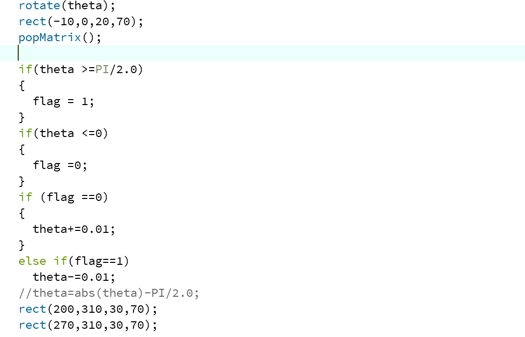 rotate(theta);
rect(-10,0,20,70);
popMatrix();
if(theta >=PI/2.0)
{
flag = 1;
}
if(theta <=0)
{
flag =0;
}
if (flag ==0)
{
theta+=0.01;
}
else if(flag==1)
theta-=0.01;
//theta=abs(theta)-PI/2.0;
rect(200,310,30,70);
rect(270,310,30,70);